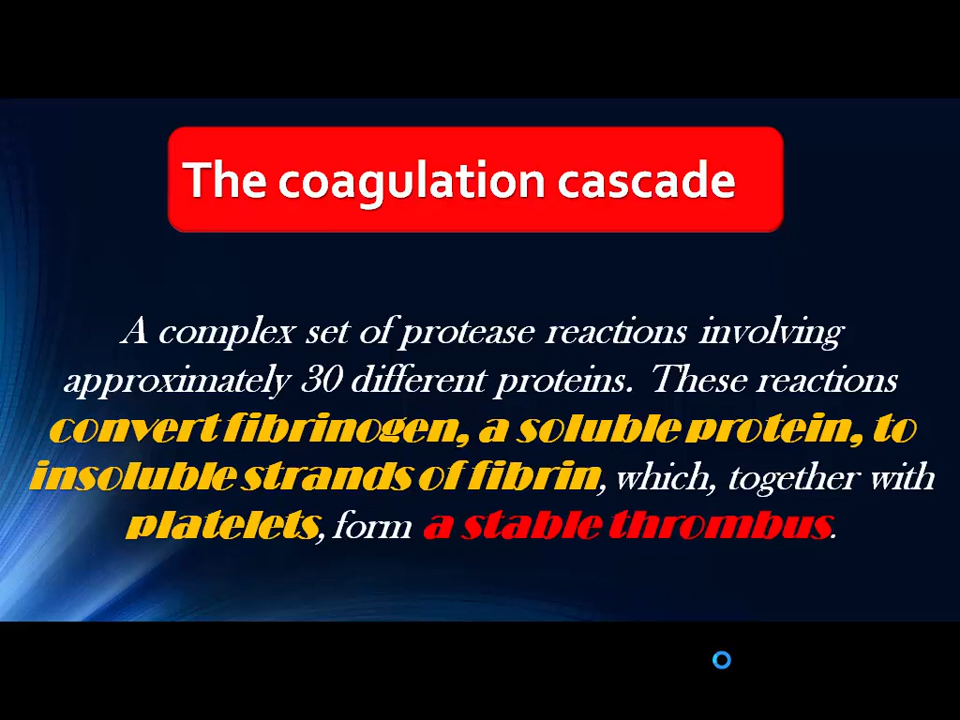 The coagulation cascade
A complex set of protease reactions involving
approximately 30 different proteins. These reactions
convert fibrinogen, a soluble protein, to
insoluble strands of fibrin, which, together with
platelets, form a stable thrombus.